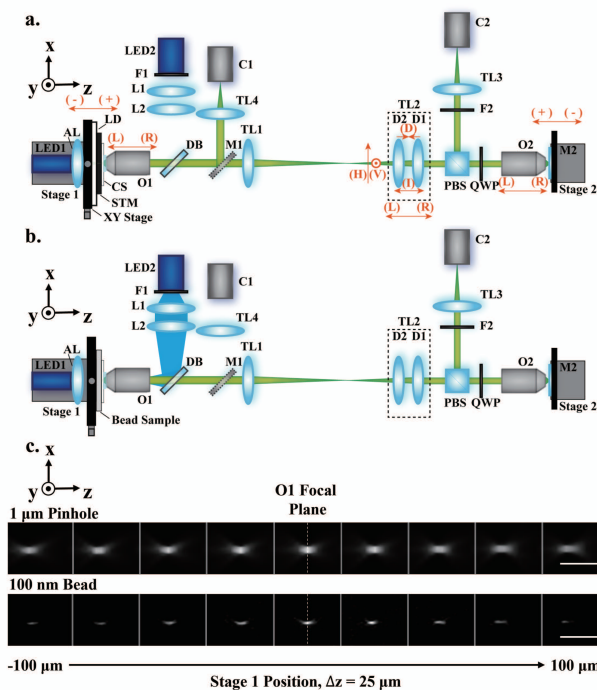 a.
x
y z
(-) (+)
LED2
F1
L1
L2
C1
TL4
AL
LD
LED1
(L) (R)
DB
M1
TL1
O1
Stage 1
CS
STM
XY Stage
C2
TL3
F2
TL2
D2 D1
(D)
(H) (V)
(I)
(L) (R)
PBS
QWP
O2
(+) (-)
M2
(L) (R)
Stage 2
b.
x
y z
LED2
F1
L1
L2
C1
TL4
AL
LED1
DB
M1
TL1
O1
Stage 1
Bead Sample
C2
TL3
F2
TL2
D2 D1
PBS
QWP
O2
M2
Stage 2
c.
x
y z
O1 Focal
Plane
1 μm Pinhole
100 nm Bead
-100 μm
100 μm
Stage 1 Position, Δz = 25 μm